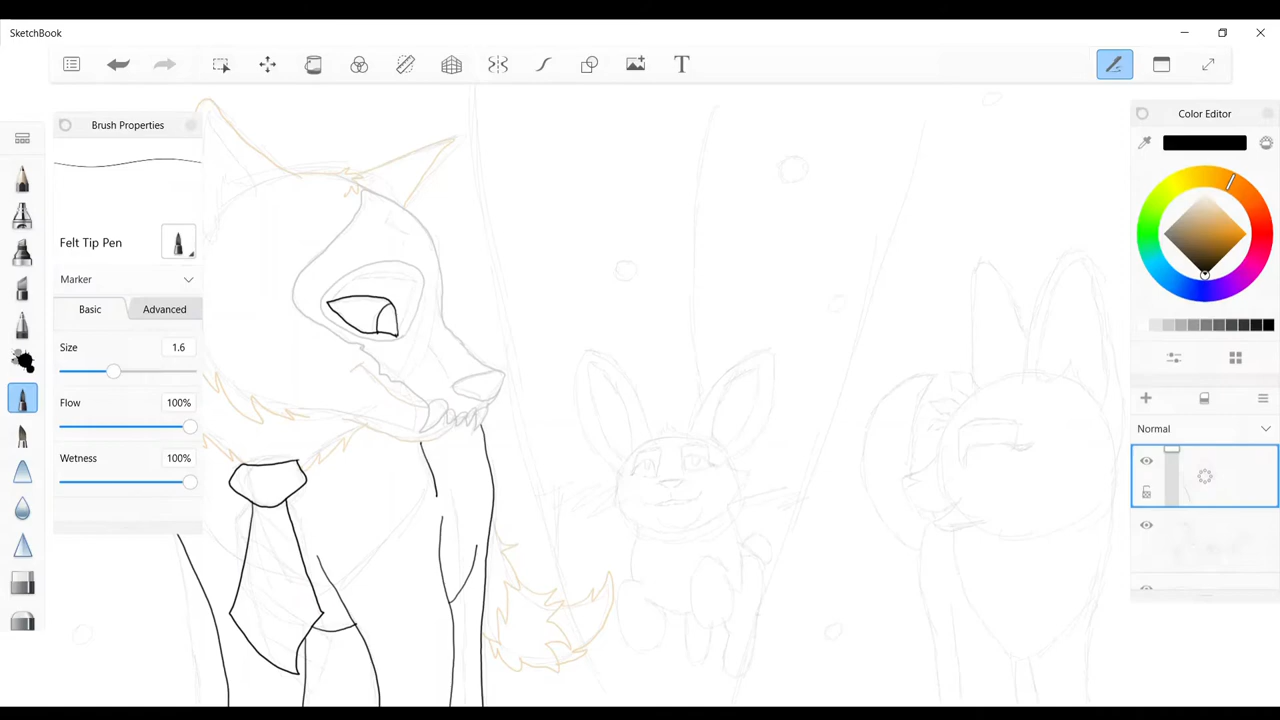 SketchBook
T
Brush Properties
Color Editor
Felt Tip Pen
Marker
Basic
Advanced
Size
1.6
Flow
100%
Normal
Wetness
100%